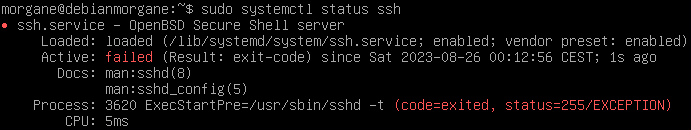 morgane@debianmorgane:~$ sudo systemctl status ssh
● ssh.service - OpenBSD Secure Shell server
Loaded: loaded (/lib/systemd/system/ssh.service; enabled; vendor preset: enabled)
Active: failed (Result: exit-code) since Sat 2023-08-26 00:12:56 CEST; 1s ago
Docs: man:sshd(8)
man:sshd_config(5)
Process: 3620 ExecStartPre=/usr/sbin/sshd -t (code=exited, status=255/EXCEPTION)
CPU: 5ms